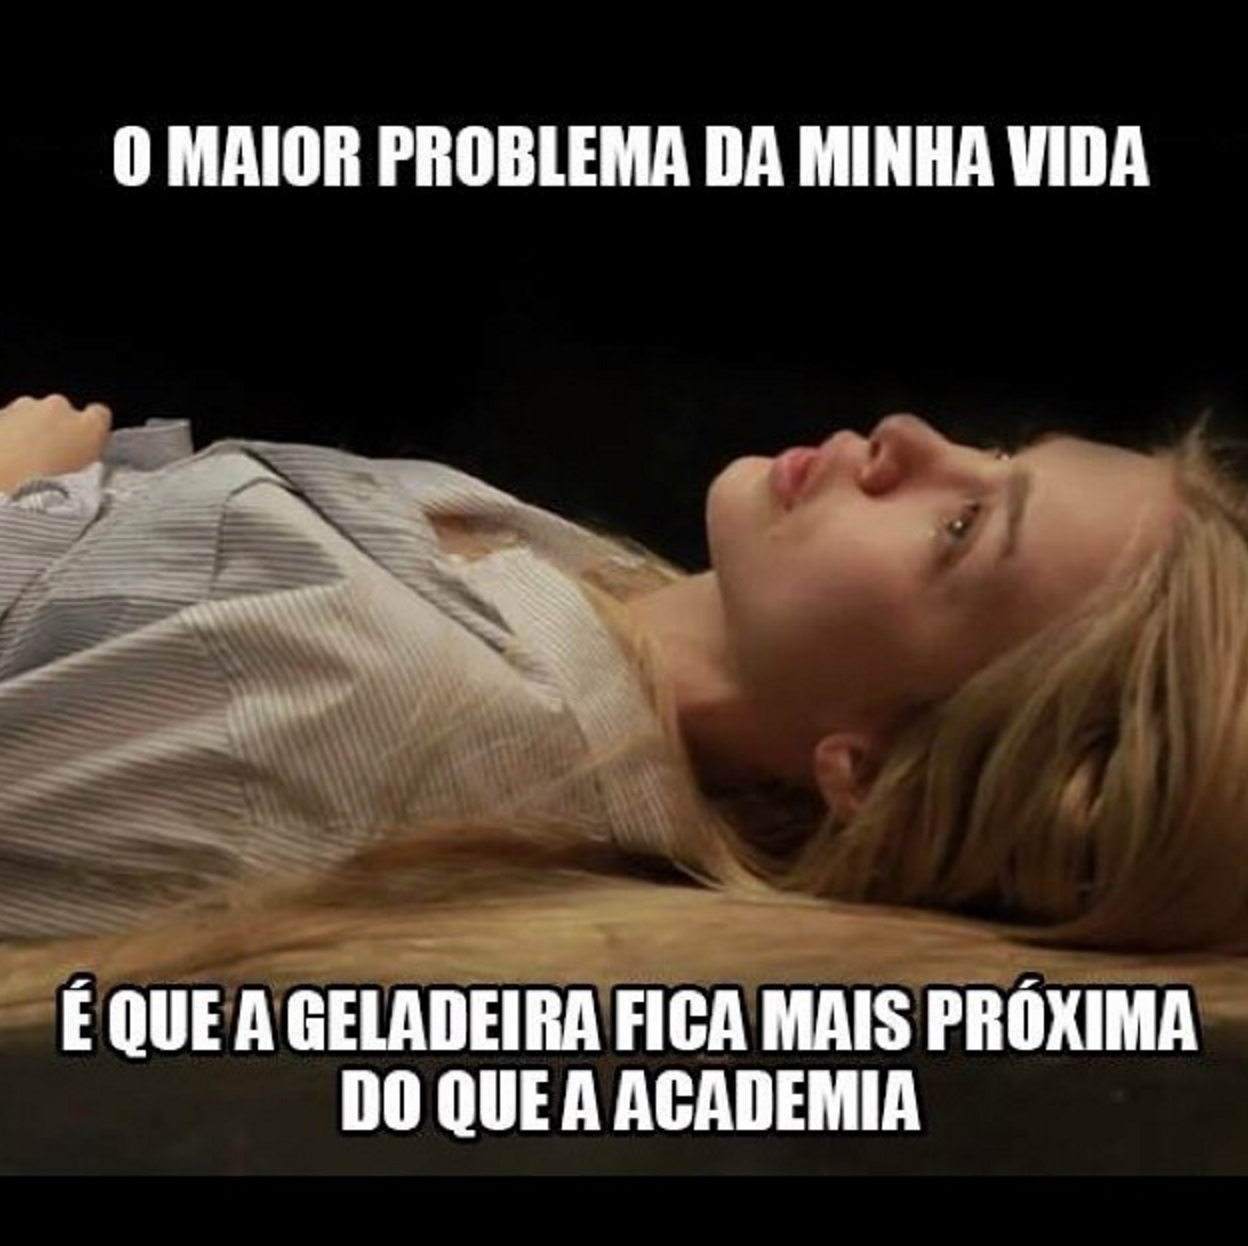 O MAIOR PROBLEMA DA MINHA VIDA
É QUE A GELADEIRA FICA MAIS PRÓXIMA
DO QUE A ACADEMIA